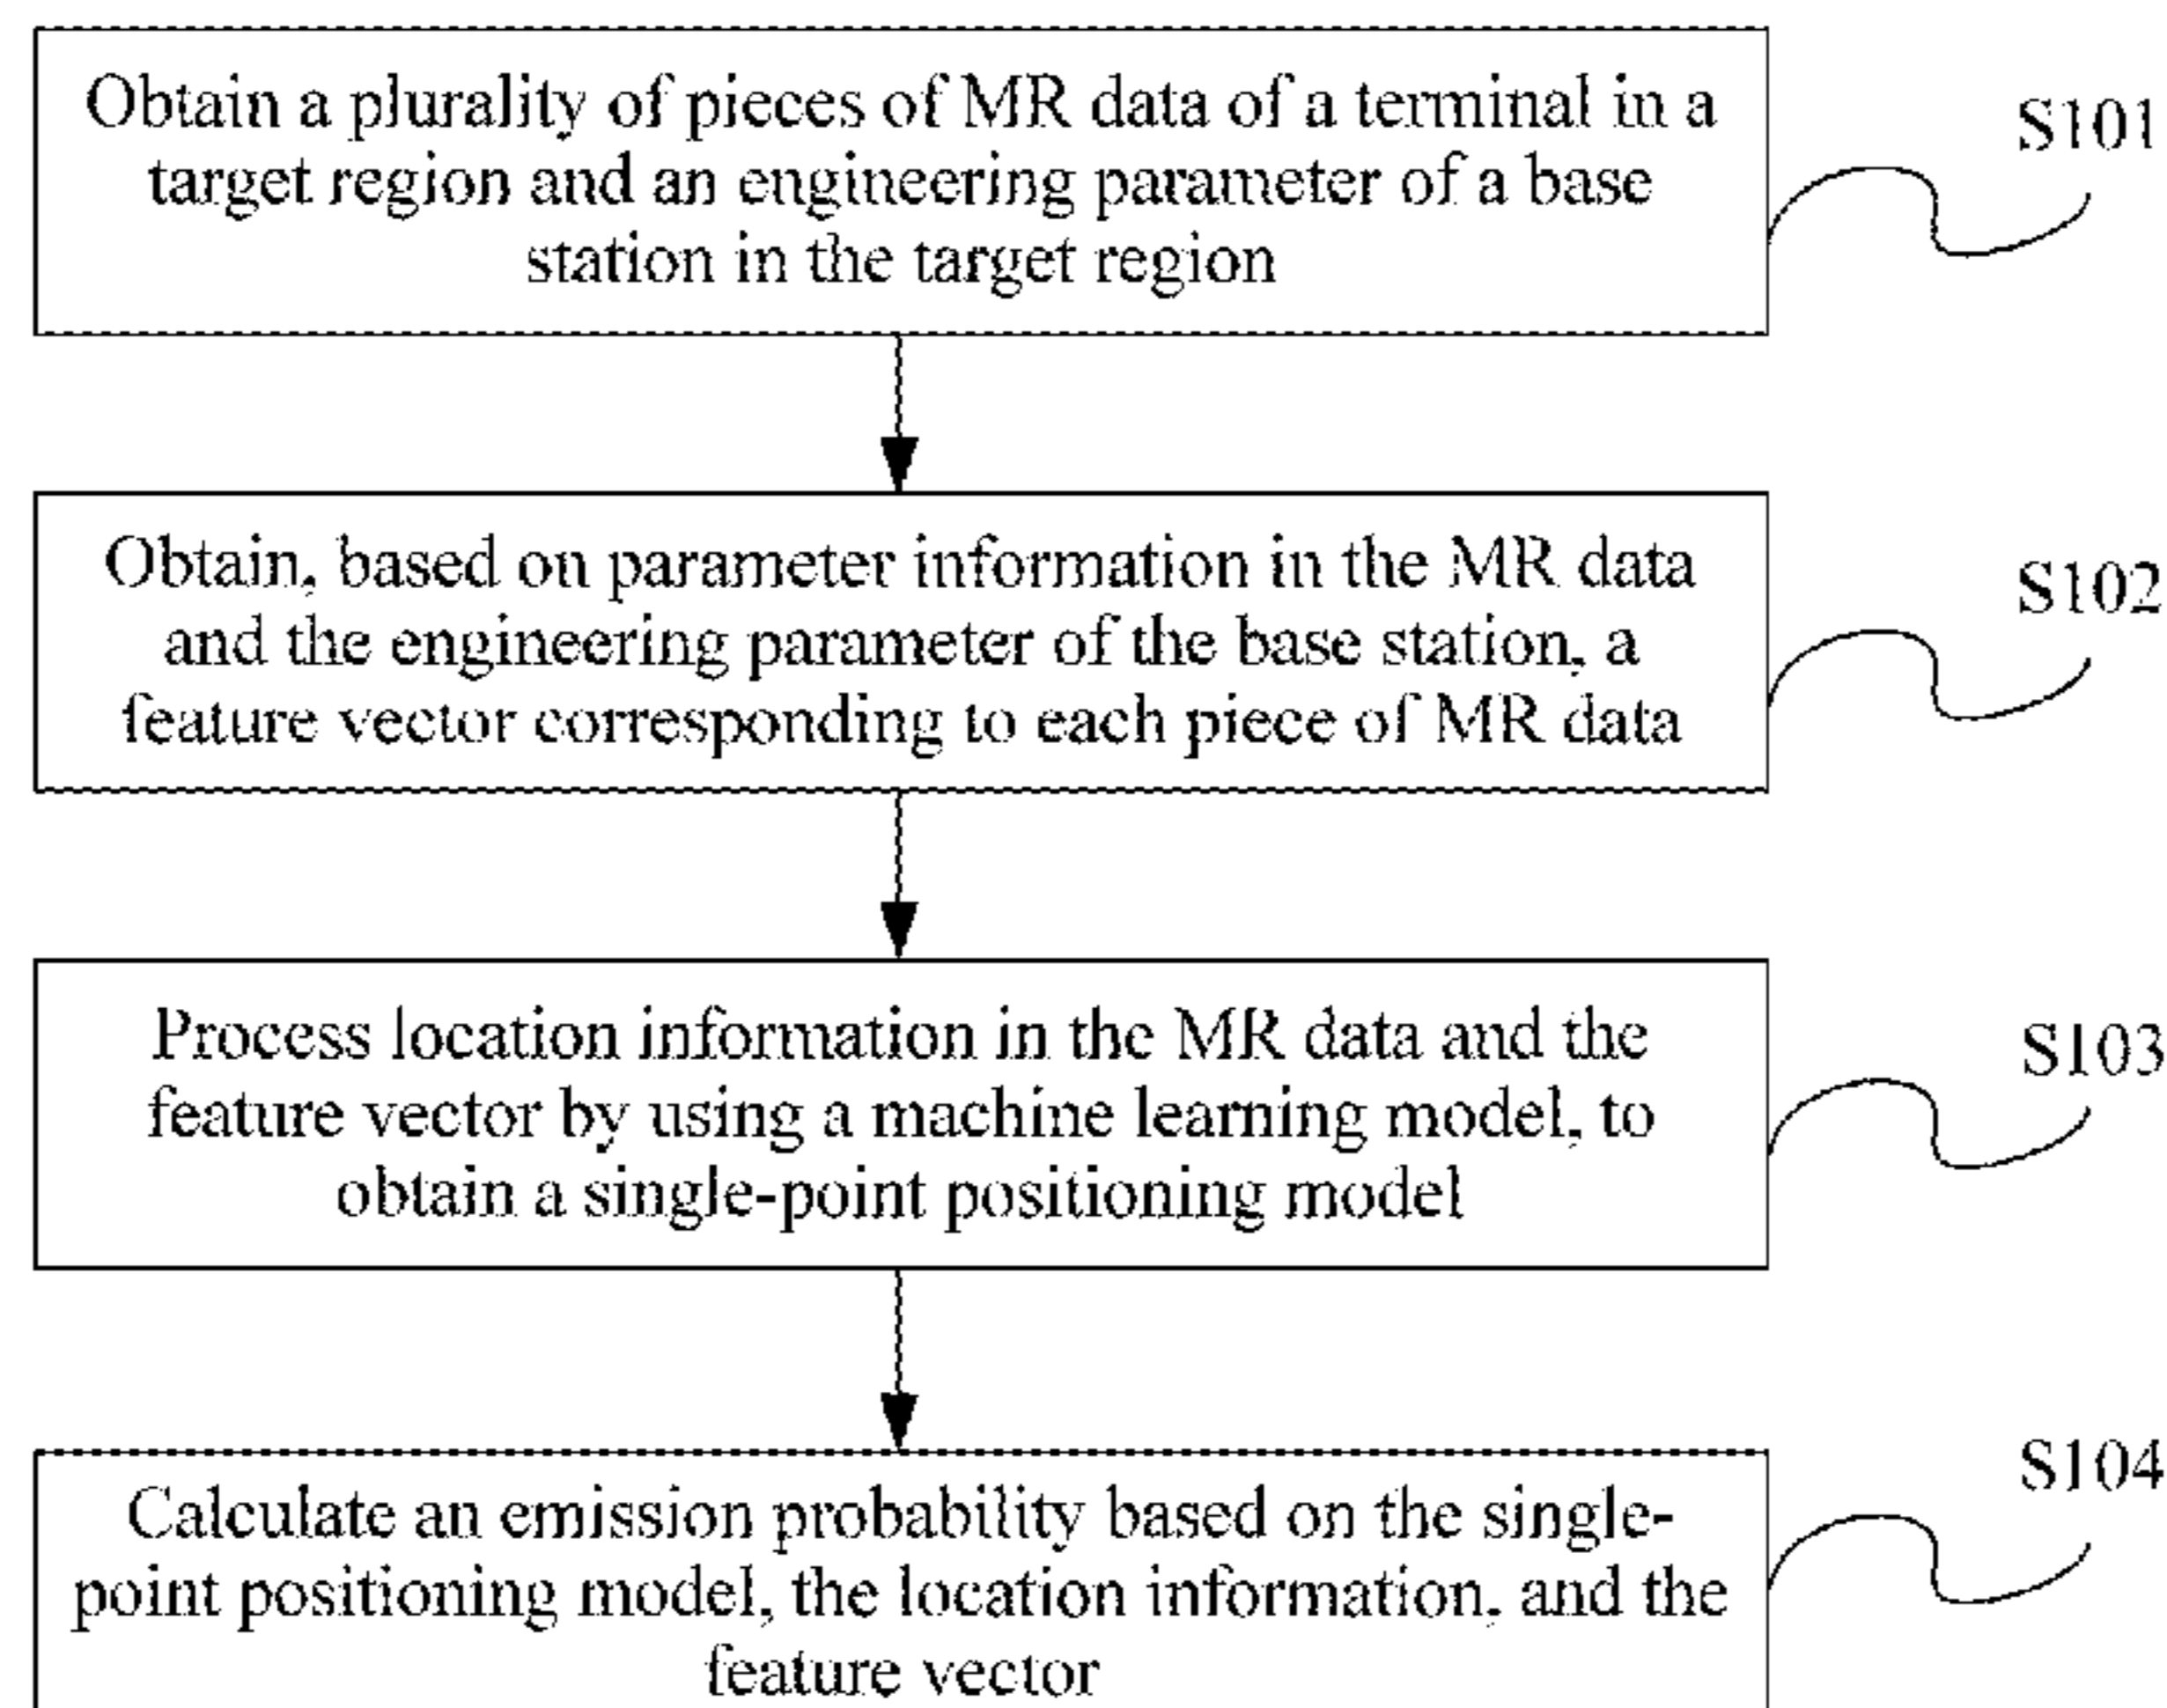 Obtain a plurality of pieces of MR data of a terminal in a
target region and an engineering parameter of a base
station in the target region
S101
Obtain, based on parameter information in the MR data
and the engineering parameter of the base station, a
feature vector corresponding to each piece of MR data
S102
Process location information in the MR data and the
feature vector by using a machine learning model, to
obtain a single-point positioning model
S103
Calculate an emission probability based on the single-
point positioning model, the location information, and the
feature vector
S104